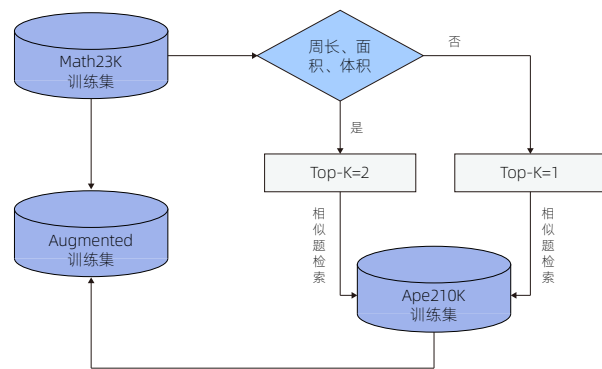 Math23K
训练集
周长、面
积、体积
否
是
Top-K=2
Top-K=1
相似题检索
相似题检索
Augmented
训练集
Ape210K
训练集